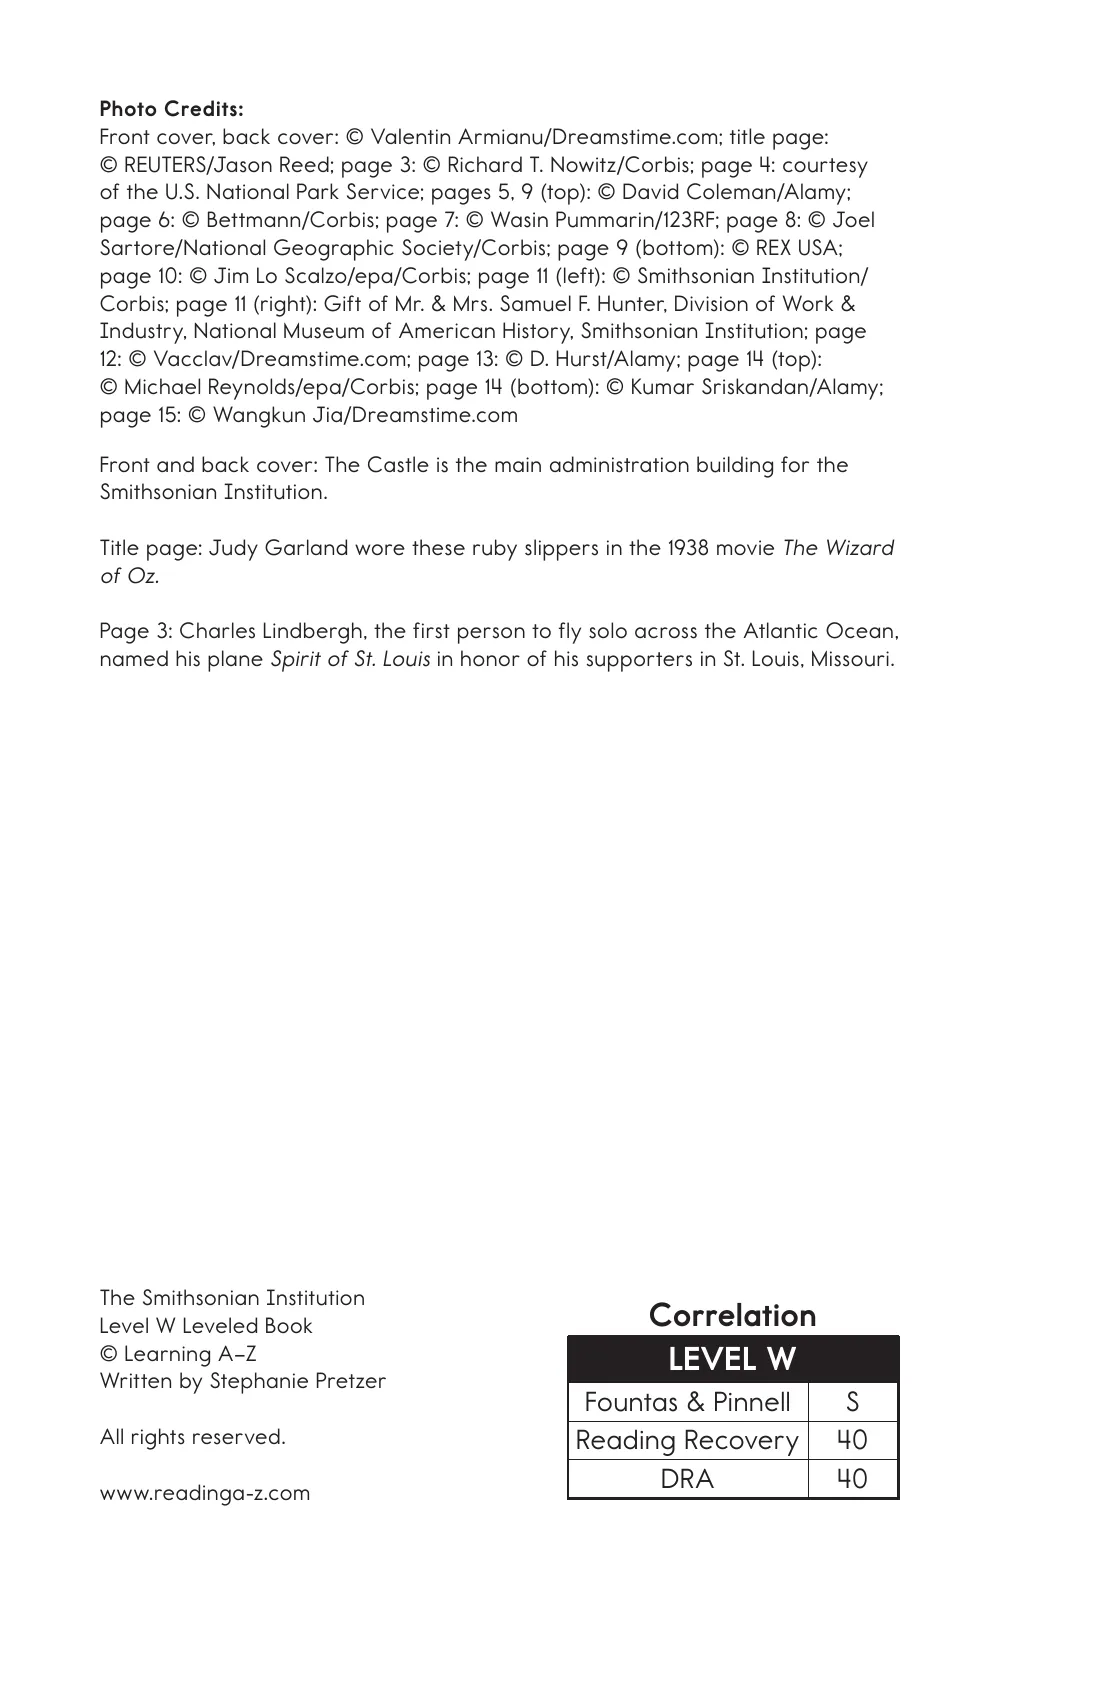 Photo Credits:
Front cover, back cover: © Valentin Armianu/Dreamstime.com; title page:
© REUTERS/Jason Reed; page 3: © Richard T. Nowitz/Corbis; page 4: courtesy
of the U.S. National Park Service; pages 5, 9 (top): © David Coleman/Alamy;
page 6: © Bettmann/Corbis; page 7: © Wasin Pummarin/123RF; page 8: © Joel
Sartore/National Geographic Society/Corbis; page 9 (bottom): © REX USA;
page 10: © Jim Lo Scalzo/epa/Corbis; page 11 (left): © Smithsonian Institution/
Corbis; page 11 (right): Gift of Mr. & Mrs. Samuel F. Hunter, Division of Work &
Industry, National Museum of American History, Smithsonian Institution; page
12: © Vacclav/Dreamstime.com; page 13: © D. Hurst/Alamy; page 14 (top):
© Michael Reynolds/epa/Corbis; page 14 (bottom): © Kumar Sriskandan/Alamy;
page 15: © Wangkun Jia/Dreamstime.com
Front and back cover: The Castle is the main administration building for the
Smithsonian Institution.
Title page: Judy Garland wore these ruby slippers in the 1938 movie The Wizard
of Oz.
Page 3: Charles Lindbergh, the first person to fly solo across the Atlantic Ocean,
named his plane Spirit of St. Louis in honor of his supporters in St. Louis, Missouri.
The Smithsonian Institution
Level W Leveled Book
© Learning A–Z
Written by Stephanie Pretzer
All rights reserved.
www.readinga-z.com
Correlation
LEVEL W
Fountas & Pinnell S
Reading Recovery 40
DRA 40